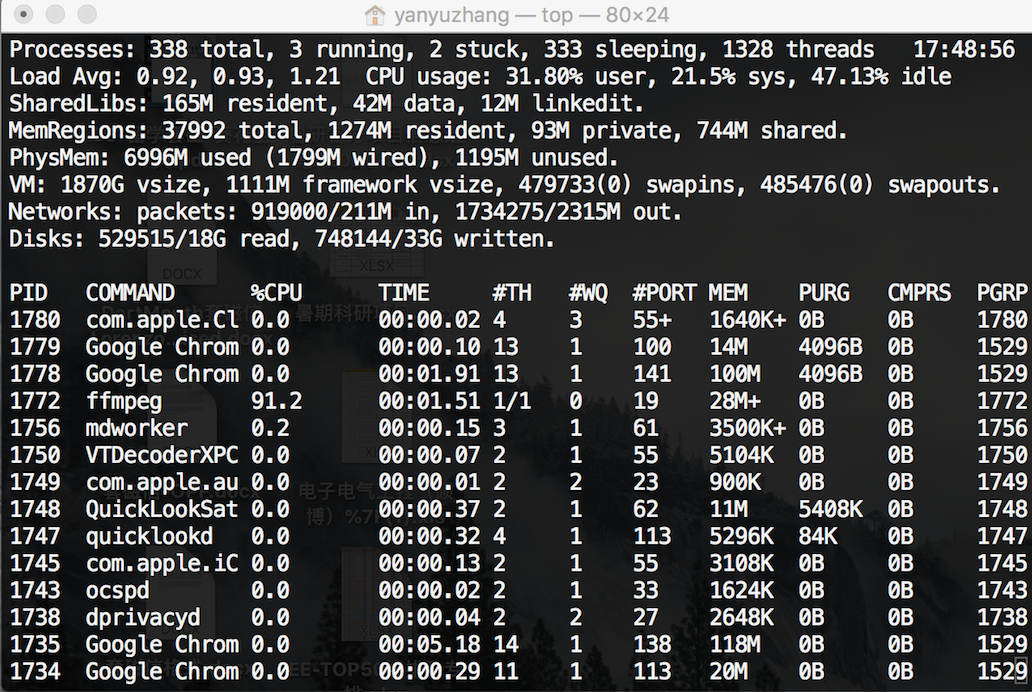 yanyuzhang — top — 80×24
Processes: 338 total, 3 running, 2 stuck, 333 sleeping, 1328 threads 17:48:56
Load Avg: 0.92, 0.93, 1.21 CPU usage: 31.80% user, 21.5% sys, 47.13% idle
SharedLibs: 165M resident, 42M data, 12M linkedit.
MemRegions: 37992 total, 1274M resident, 93M private, 744M shared.
PhysMem: 6996M used (1799M wired), 1195M unused.
VM: 1870G vsize, 1111M framework vsize, 479733(0) swapins, 485476(0) swapouts.
Networks: packets: 919000/211M in, 1734275/2315M out.
Disks: 529515/18G read, 748144/33G written.
PID COMMAND %CPU TIME #TH #WQ #PORT MEM PURG CMPRS PGRP
1780 com.apple.Cl 0.0 00:00.02 4 3 55+ 1640K+ 0B 0B 1780
1779 Google Chrom 0.0 00:00.10 13 1 100 14M 4096B 0B 1529
1778 Google Chrom 0.0 00:01.91 13 1 141 100M 4096B 0B 1529
1772 ffmpeg 91.2 00:01.51 1/1 0 19 28M+ 0B 0B 1772
1756 mdworker 0.2 00:00.15 3 1 61 3500K+ 0B 0B 1756
1750 VTDecoderXPC 0.0 00:00.07 2 1 55 5104K 0B 0B 1750
1749 com.apple.au 0.0 00:00.01 2 2 23 900K 0B 0B 1749
1748 QuickLookSat 0.0 00:00.37 2 1 62 11M 5408K 0B 1748
1747 quicklookd 0.0 00:00.32 4 1 113 5296K 84K 0B 1747
1745 com.apple.iC 0.0 00:00.13 2 1 55 3108K 0B 0B 1745
1743 ocspd 0.0 00:00.02 2 1 33 1624K 0B 0B 1743
1738 dprivacyd 0.0 00:00.04 2 2 27 2648K 0B 0B 1738
1735 Google Chrom 0.0 00:05.18 14 1 138 118M 0B 0B 1529
1734 Google Chrom 0.0 00:00.29 11 1 113 20M 0B 0B 1529
DOCX
XLSX